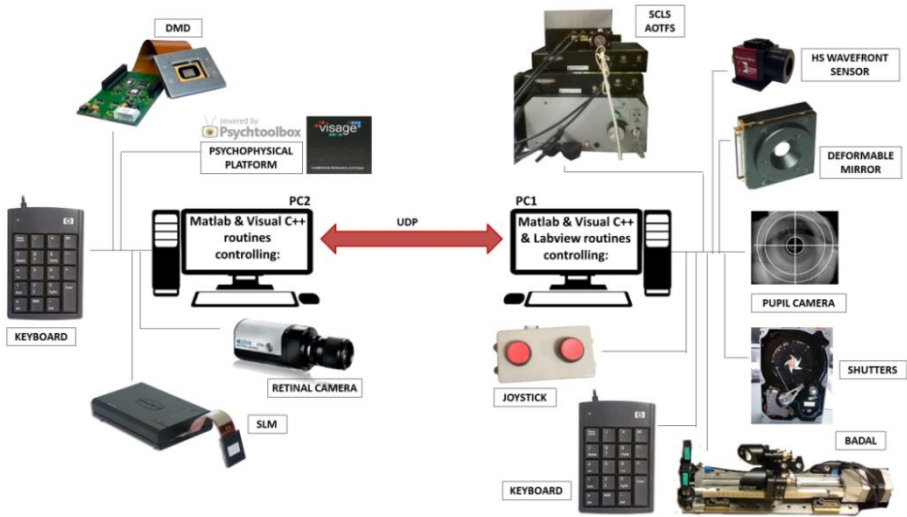 DMD
powered by
Psychtoolbox
visage
PSYCHOPHYSICAL
PLATFORM
PC2
Matlab & Visual C++
routines
controlling:
KEYBOARD
RETINAL CAMERA
SLM
UDP
SCLS
AOTFS
HS WAVEFRONT
SENSOR
DEFORMABLE
MIRROR
PC1
Matlab & Visual C++
& Labview routines
controlling:
PUPIL CAMERA
JOYSTICK
SHUTTERS
KEYBOARD
BADAL